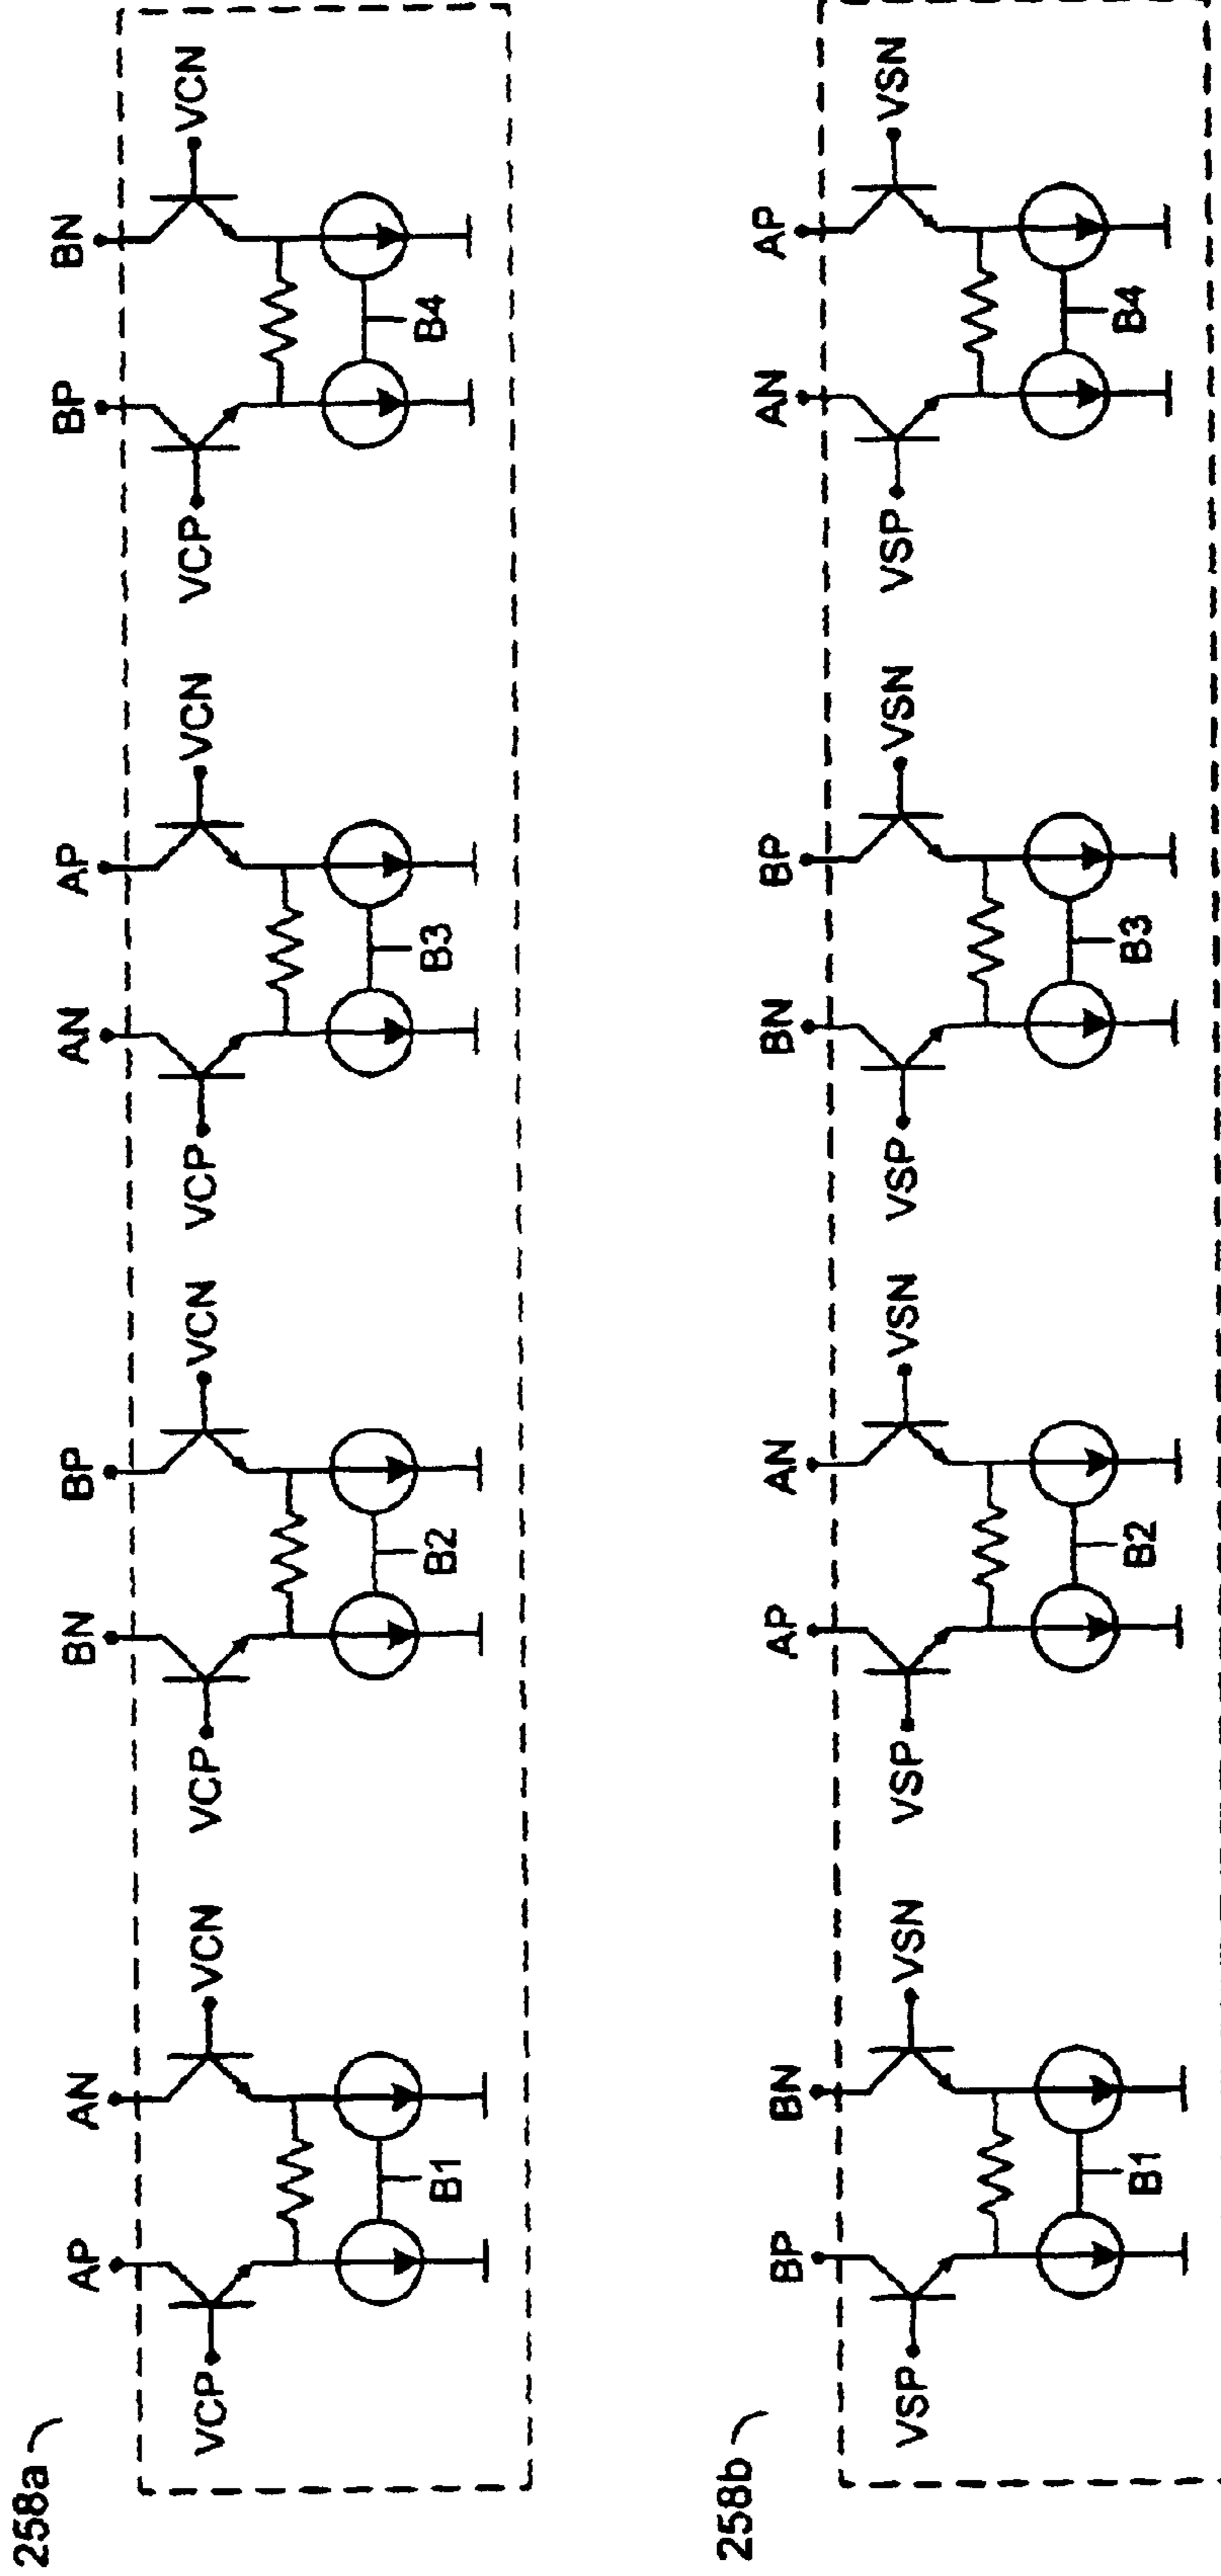 258a
AP AN BN BP AN AP BP BN
VCP VCN VCP VCN VCP VCN VCP VCN
B1 B2 B3 B4
258b
BP BN AP AN BN BP AN AP
VSP VSN VSP VSN VSP VSN VSP VSN
B1 B2 B3 B4